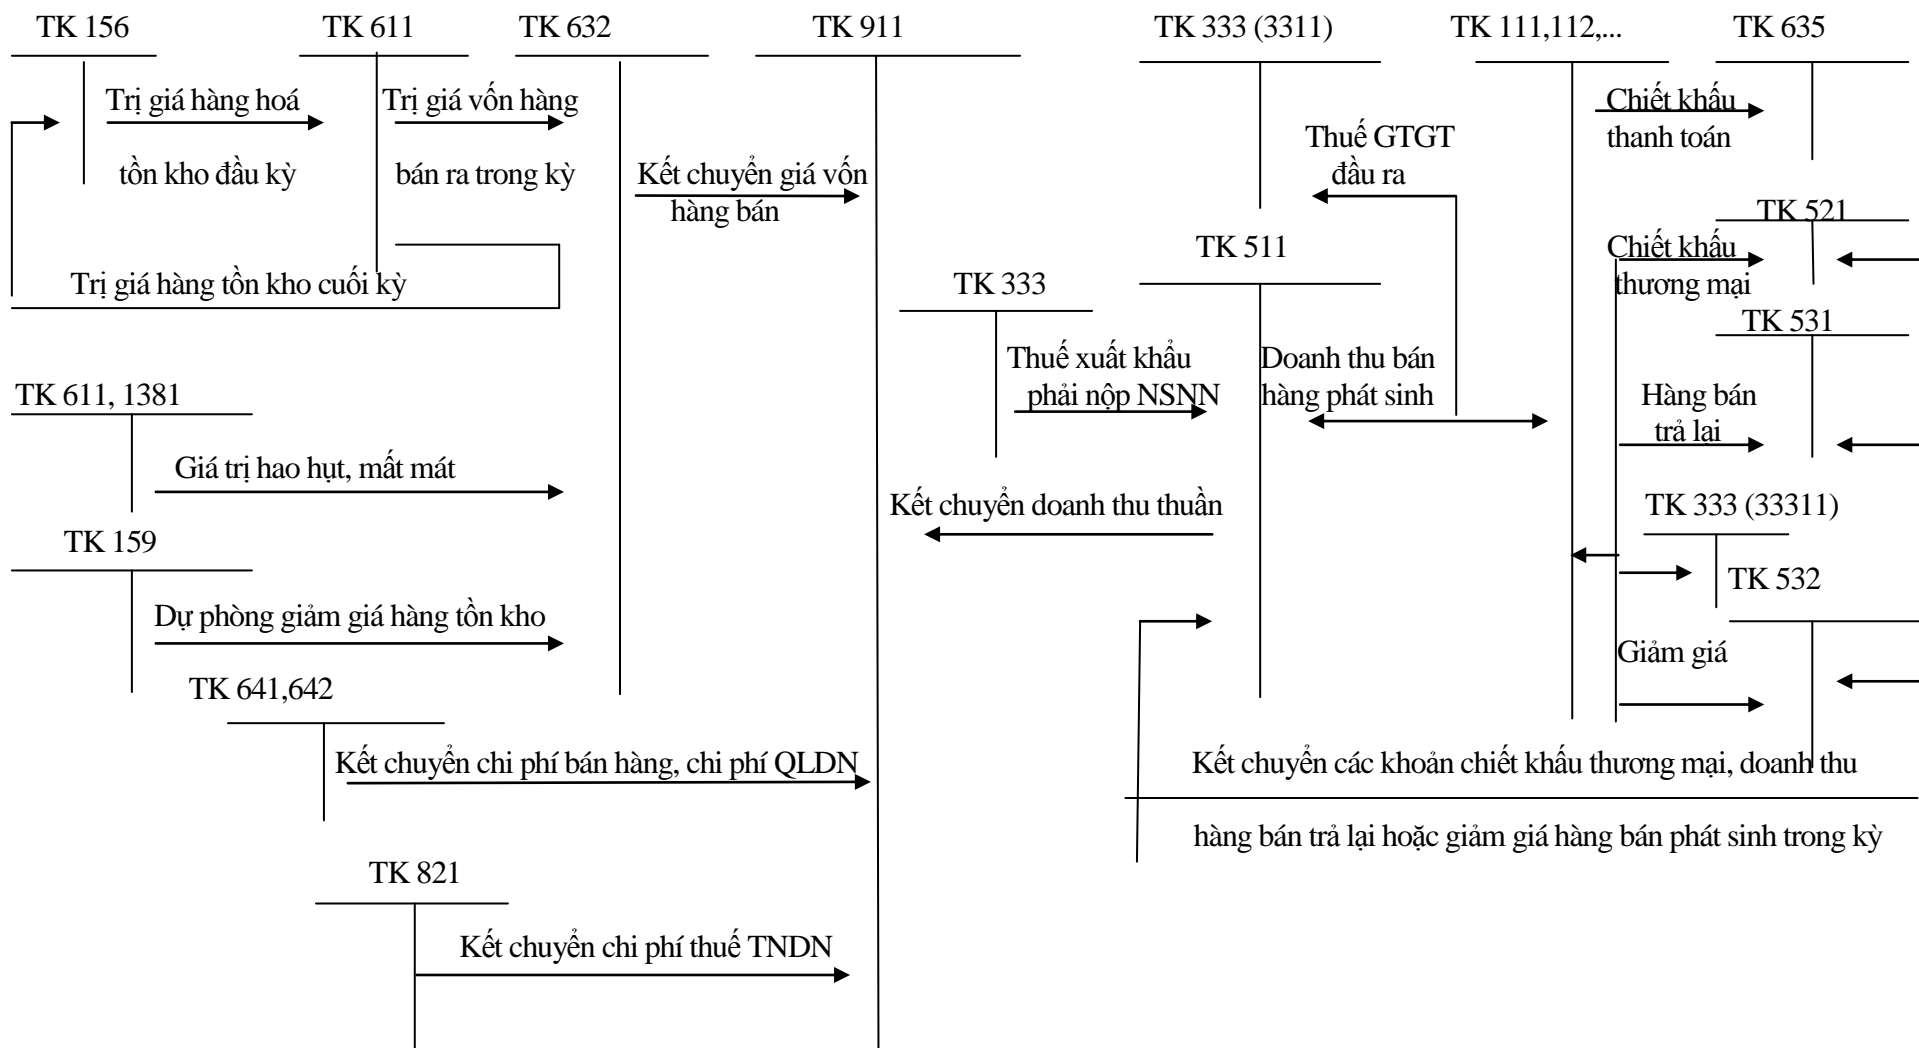 TK 156
TK 611
TK 632
TK 911
TK 333 (3311)
TK 111,112,...
TK 635
Trị giá hàng hoá
tồn kho đầu kỳ
Trị giá vốn hàng
bán ra trong kỳ
Kết chuyển giá vốn
hàng bán
Trị giá hàng tồn kho cuối kỳ
Thuế GTGT
đầu ra
Chiết khấu
thanh toán
TK 521
Chiết khấu
thương mại
TK 511
TK 333
TK 531
Thuế xuất khẩu
phải nộp NSNN
Doanh thu bán
hàng phát sinh
Hàng bán
trả lại
TK 611, 1381
Giá trị hao hụt, mất mát
Kết chuyển doanh thu thuần
TK 333 (33311)
TK 159
TK 532
Dự phòng giảm giá hàng tồn kho
Giảm giá
TK 641,642
Kết chuyển chi phí bán hàng, chi phí QLDN
Kết chuyển các khoản chiết khấu thương mại, doanh thu
hàng bán trả lại hoặc giảm giá hàng bán phát sinh trong kỳ
TK 821
Kết chuyển chi phí thuế TNDN